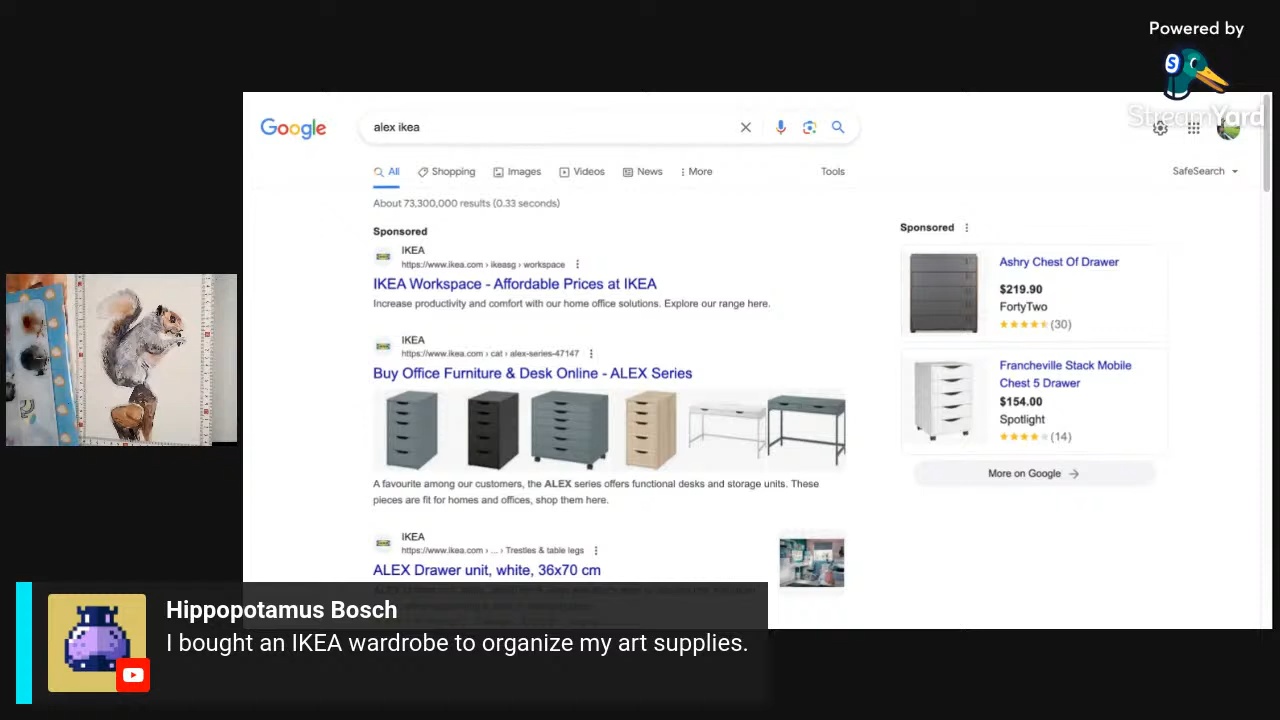 Powered by
StreamYard
Google
alex ikea
All
Shopping
Images
Videos
News
More
Tools
SafeSearch
About 73,300,000 results (0.33 seconds)
Sponsored
IKEA
https://www.ikea.com › ikeasg › workspace
IKEA Workspace - Affordable Prices at IKEA
Increase productivity and comfort with our home office solutions. Explore our range here.
IKEA
https://www.ikea.com › cat › alex-series-47147
Buy Office Furniture & Desk Online - ALEX Series
A favourite among our customers, the ALEX series offers functional desks and storage units. These
pieces are fit for homes and offices, shop them here.
IKEA
https://www.ikea.com › ... › Trestles & table legs
ALEX Drawer unit, white, 36x70 cm
Sponsored
Ashry Chest Of Drawer
$219.90
FortyTwo
(30)
Francheville Stack Mobile
Chest 5 Drawer
$154.00
Spotlight
(14)
More on Google
Hippopotamus Bosch
I bought an IKEA wardrobe to organize my art supplies.